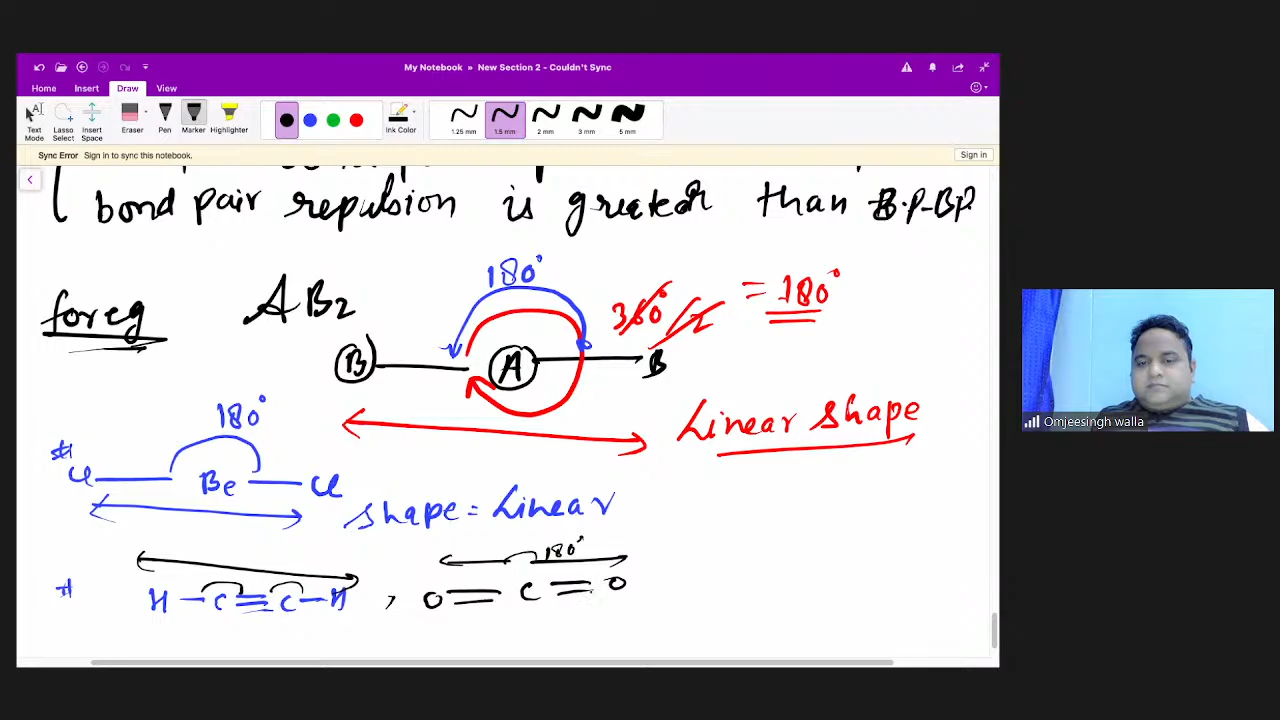 My Notebook » New Section 2 - Couldn't Sync
Home Insert Draw View
Text Mode Lasso Select Insert Space Eraser Pen Marker Highlighter Ink Color 1.25 mm 1.5 mm 2 mm 3 mm 5 mm
Sync Error Sign in to sync this notebook. Sign in
bond pair repulsion is greater than B.P-B.P.
for eg AB2 180° 360°/2 = 180°
B A B
Linear shape
180°
# Cl Be Cl
shape = Linear
180°
# H - C ≡ C - H , O = C = O
Omjeesingh walla